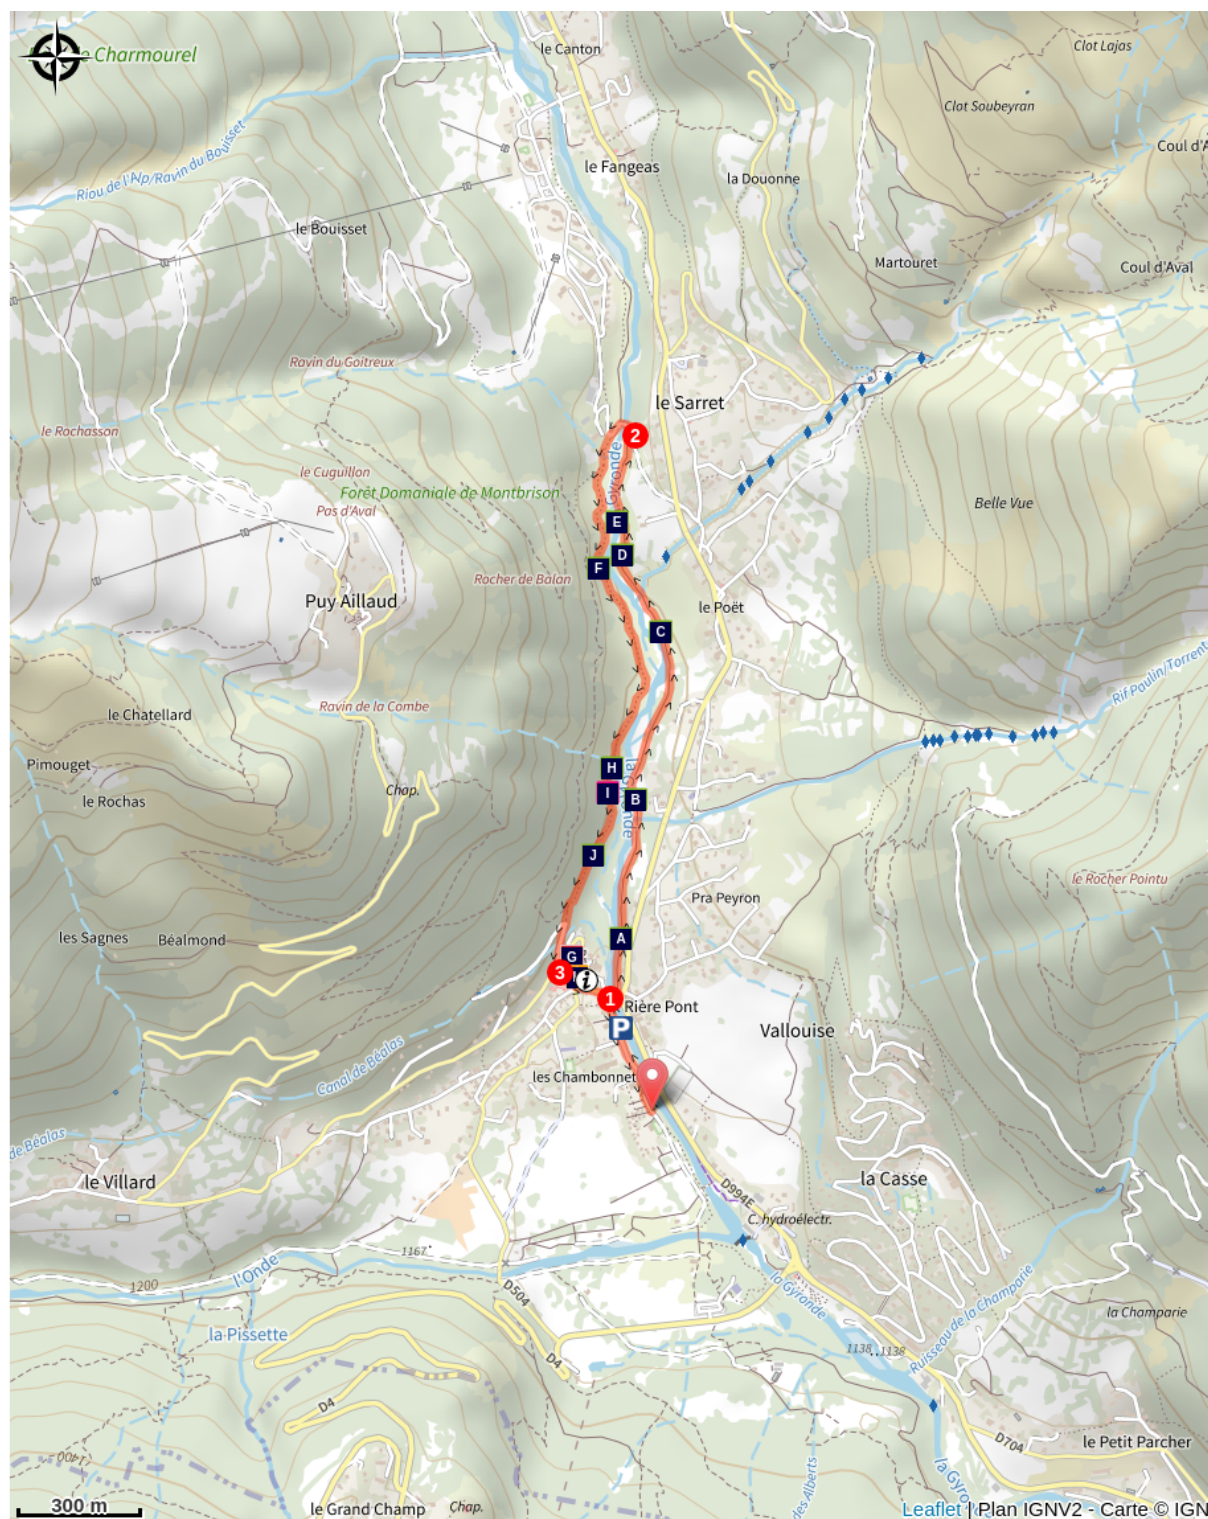 le Canton
Clot Lajas
Charmourel
Clot Soubeyran
Coul d'A
le Fangeas
la Douonne
Riou de l'Alp/Ravin du Bouisset
le Bouisset
Martouret
Coul d'Aval
Ravin du Goitreux
le Sarret
le Rochasson
2
Gyronde
le Cuguillon
Forêt Domaniale de Montbrison
Pas d'Aval
Belle Vue
E
D
F
Rocher de Balan
Puy Aillaud
le Poët
C
Rif Paulin/Torrent
Ravin de la Combe
le Chatellard
Pimouget
H
le Rochas
Chap.
I
B
J
le Rocher Pointu
Pra Peyron
les Sagnes
Béalmond
A
G
3
i
1
Rière Pont
P
Vallouise
Canal de Béalas
les Chambonnet
de Béalas
le Villard
la Casse
D994E
C. hydroélectr.
1167
l'Onde
1200
D504
la Gyronde
Ruisseau de la Champarie
la Champarie
la Pissette
1138
1138
D4
D4
D704
le Petit Parcher
1400
des Alberts
la Gyro
300 m
le Grand Champ
Chap.
Leaflet | Plan IGNV2 - Carte © IGN